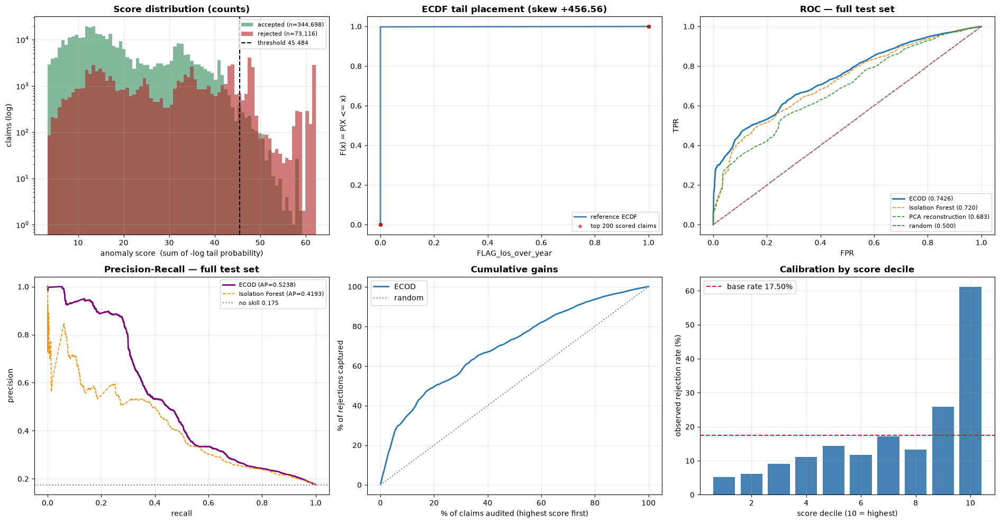 Score distribution (counts)
accepted (n=344,698)
rejected (n=73,116)
threshold 45.484
claims (log)
10⁴
10³
10²
10¹
10⁰
10 20 30 40 50 60
anomaly score (sum of -log tail probability)
ECDF tail placement (skew +456.56)
F(x) = P(X <= x)
1.0
0.8
0.6
0.4
0.2
0.0
reference ECDF
top 200 scored claims
0.0 0.2 0.4 0.6 0.8 1.0
FLAG_los_over_year
ROC — full test set
TPR
1.0
0.8
0.6
0.4
0.2
0.0
ECOD (0.7426)
Isolation Forest (0.720)
PCA reconstruction (0.683)
random (0.500)
0.0 0.2 0.4 0.6 0.8 1.0
FPR
Precision-Recall — full test set
ECOD (AP=0.5238)
Isolation Forest (AP=0.4193)
no skill 0.175
precision
1.0
0.8
0.6
0.4
0.2
0.0 0.2 0.4 0.6 0.8 1.0
recall
Cumulative gains
ECOD
random
% of rejections captured
100
80
60
40
20
0
0 20 40 60 80 100
% of claims audited (highest score first)
Calibration by score decile
base rate 17.50%
observed rejection rate (%)
60
50
40
30
20
10
0
2 4 6 8 10
score decile (10 = highest)